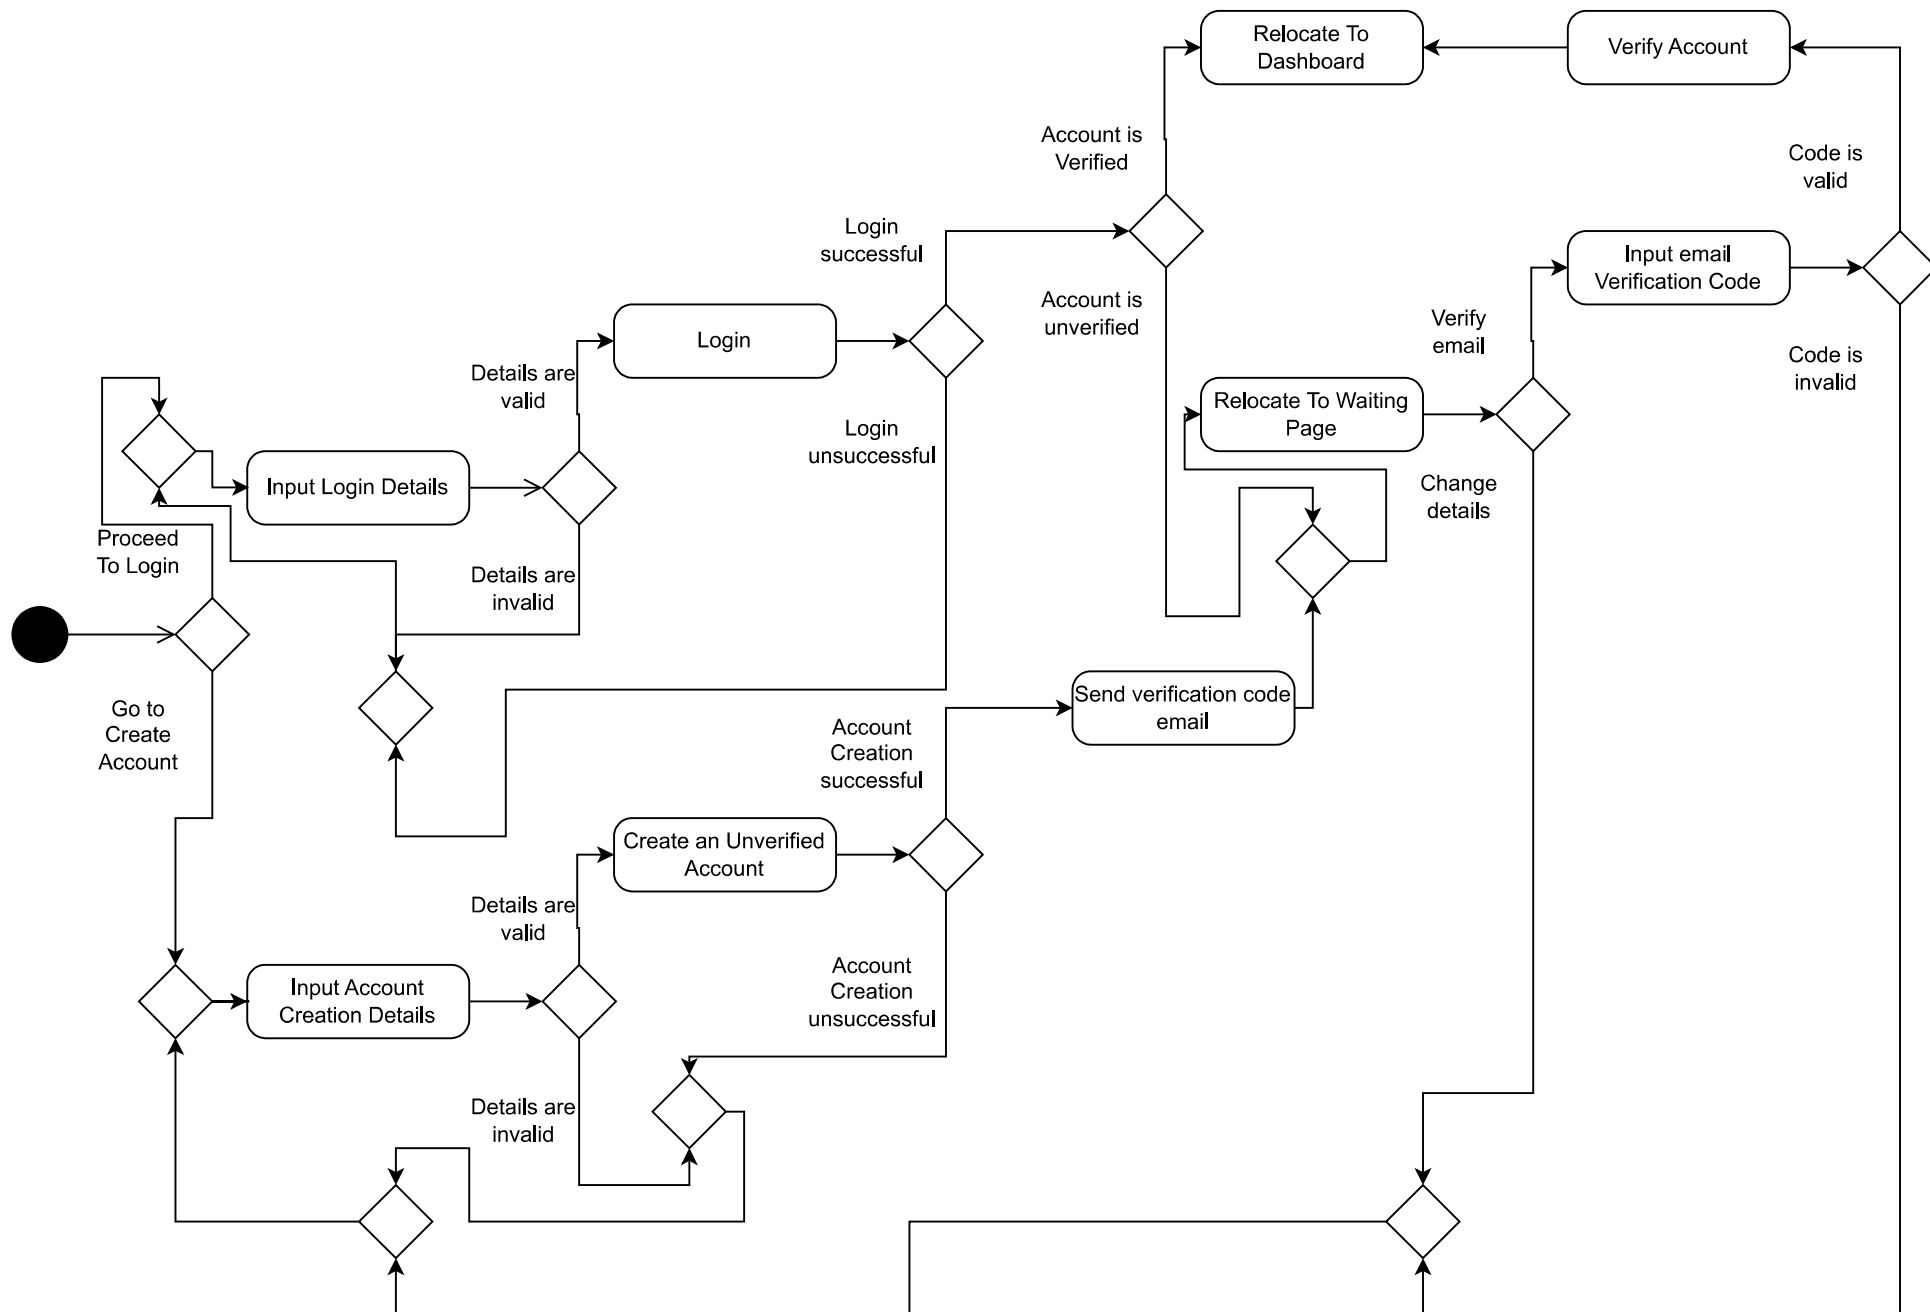 Relocate To
Dashboard
Verify Account
Account is
Verified
Code is
valid
Login
successful
Input email
Verification Code
Account is
unverified
Verify
email
Login
Code is
invalid
Details are
valid
Relocate To Waiting
Page
Login
unsuccessful
Input Login Details
Change
details
Proceed
To Login
Details are
invalid
Go to
Create
Account
Send verification code
email
Account
Creation
successful
Create an Unverified
Account
Details are
valid
Account
Creation
unsuccessful
Input Account
Creation Details
Details are
invalid